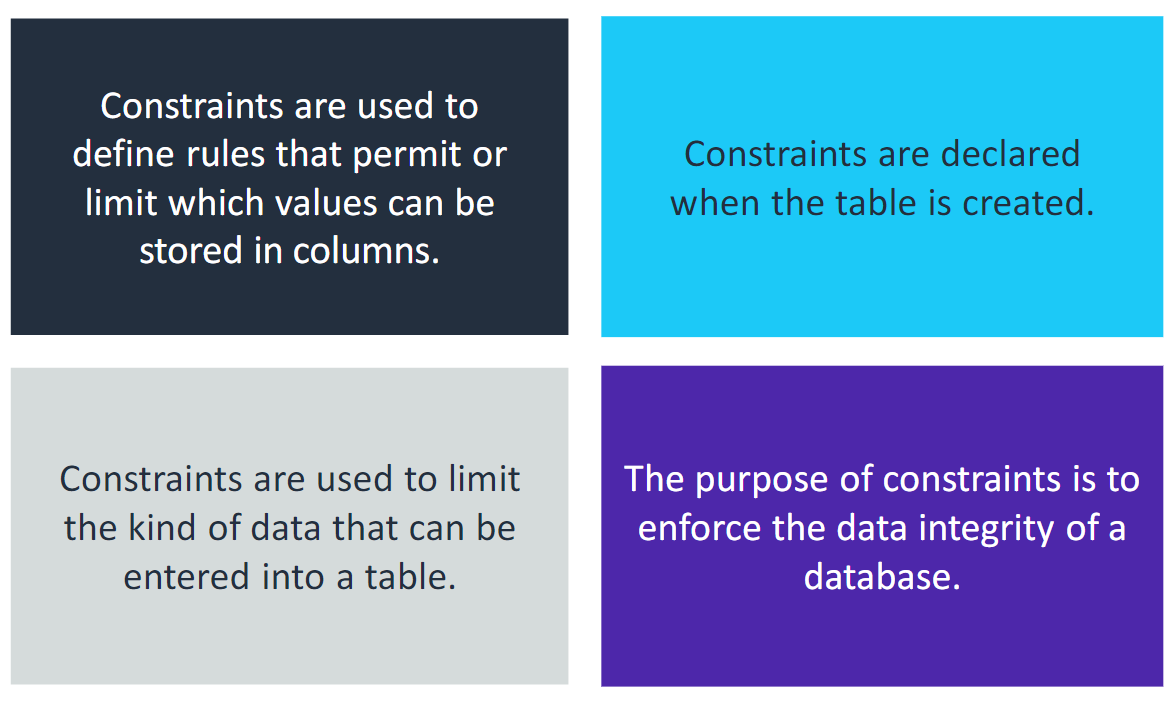 Constraints are used to
define rules that permit or
limit which values can be
stored in columns.
Constraints are declared
when the table is created.
Constraints are used to limit
the kind of data that can be
entered into a table.
The purpose of constraints is to
enforce the data integrity of a
database.